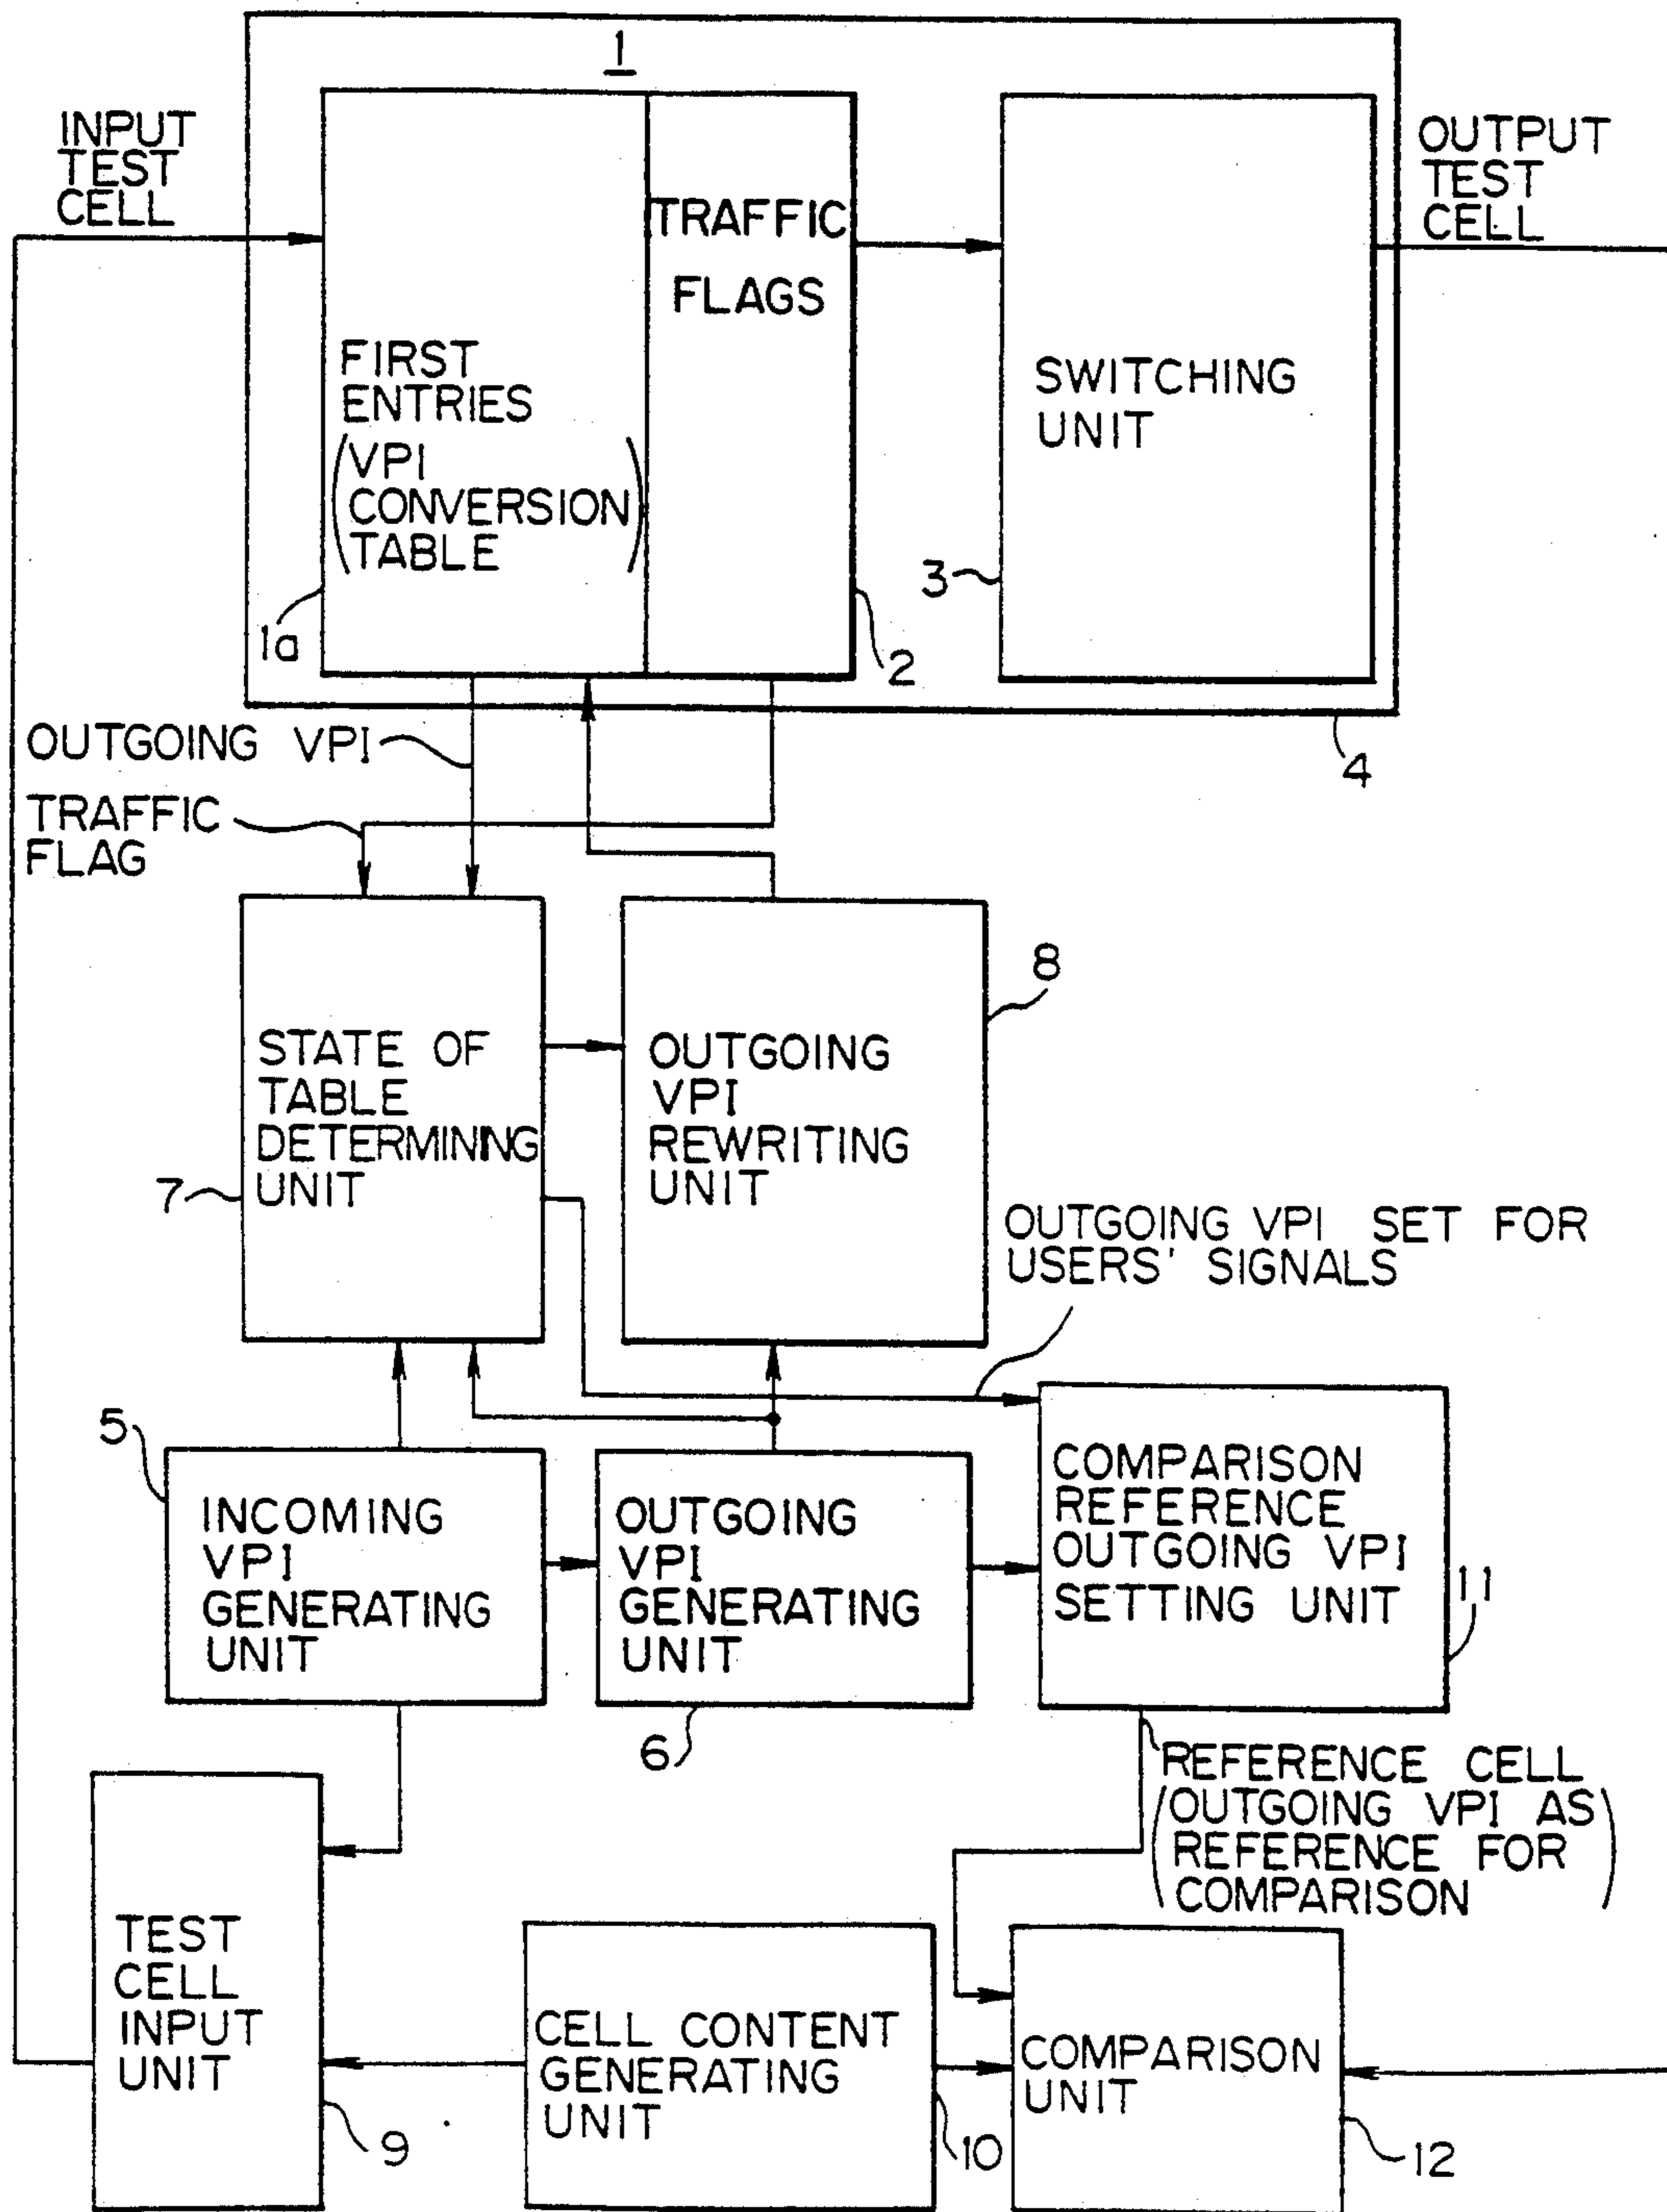 1
INPUT
TEST
CELL
OUTPUT
TEST
CELL
TRAFFIC
FLAGS
FIRST
ENTRIES
(VPI
CONVERSION
TABLE)
SWITCHING
UNIT
3
1a
2
4
OUTGOING VPI
TRAFFIC
FLAG
8
STATE OF
TABLE
DETERMINING
UNIT
7
OUTGOING
VPI
REWRITING
UNIT
OUTGOING VPI SET FOR
USERS' SIGNALS
5
INCOMING
VPI
GENERATING
UNIT
OUTGOING
VPI
GENERATING
UNIT
6
COMPARISON
REFERENCE
OUTGOING VPI
SETTING UNIT
11
REFERENCE CELL
(OUTGOING VPI AS
REFERENCE FOR
COMPARISON)
TEST
CELL
INPUT
UNIT
9
CELL CONTENT
GENERATING
UNIT
10
COMPARISON
UNIT
12